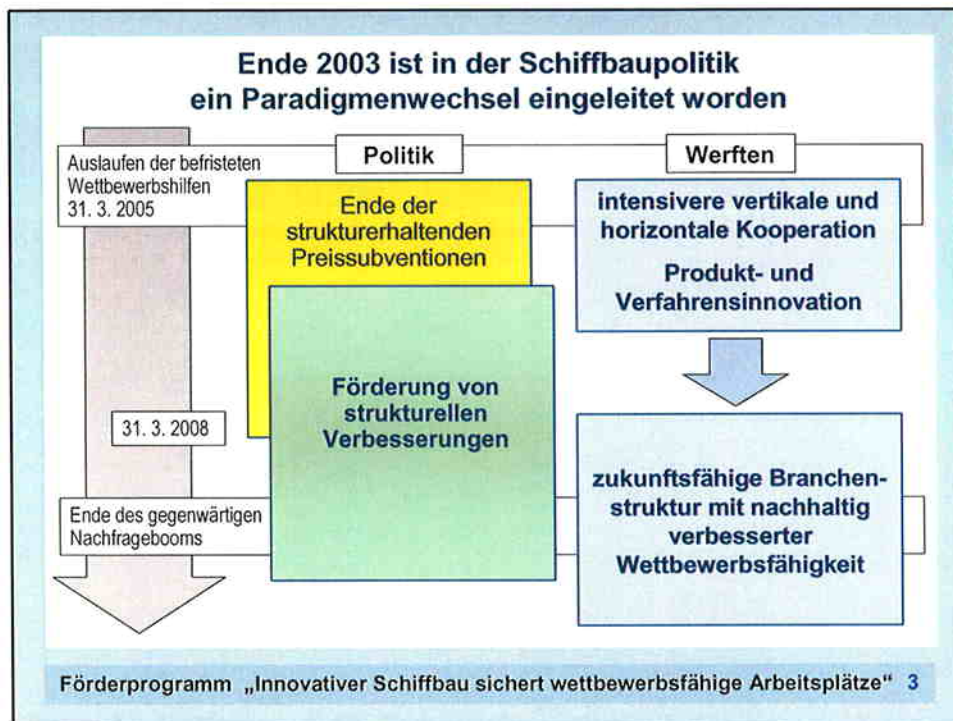 Ende 2003 ist in der Schiffbaupolitik
ein Paradigmenwechsel eingeleitet worden
Auslaufen der befristeten
Wettbewerbshilfen
31. 3. 2005
Politik
Ende der
strukturerhaltenden
Preissubventionen
Förderung von
strukturellen
Verbesserungen
31. 3. 2008
Ende des gegenwärtigen
Nachfragebooms
Werften
intensivere vertikale und
horizontale Kooperation
Produkt- und
Verfahrensinnovation
zukunftsfähige Branchen-
struktur mit nachhaltig
verbesserter
Wettbewerbsfähigkeit
Förderprogramm „Innovativer Schiffbau sichert wettbewerbsfähige Arbeitsplätze“ 3